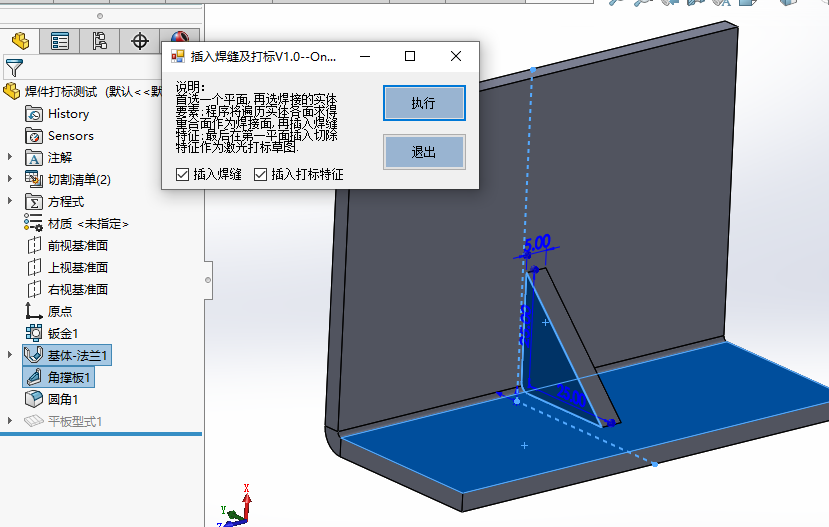 插入焊缝及打标V1.0--On...
说明:
首选一个平面,再选焊接的实体
要素;程序将遍历实体合面求得
重合面作为焊接面,再插入焊缝
特征;最后在第一平面插入切除
特征作为激光打标草图.
执行
退出
插入焊缝
插入打标特征
焊件打标测试 (默认<<默
History
Sensors
注解
切割清单(2)
方程式
材质 <未指定>
前视基准面
上视基准面
右视基准面
原点
钣金1
基体-法兰1
角撑板1
圆角1
平板型式1
5.00
25.00
X
Y
Z